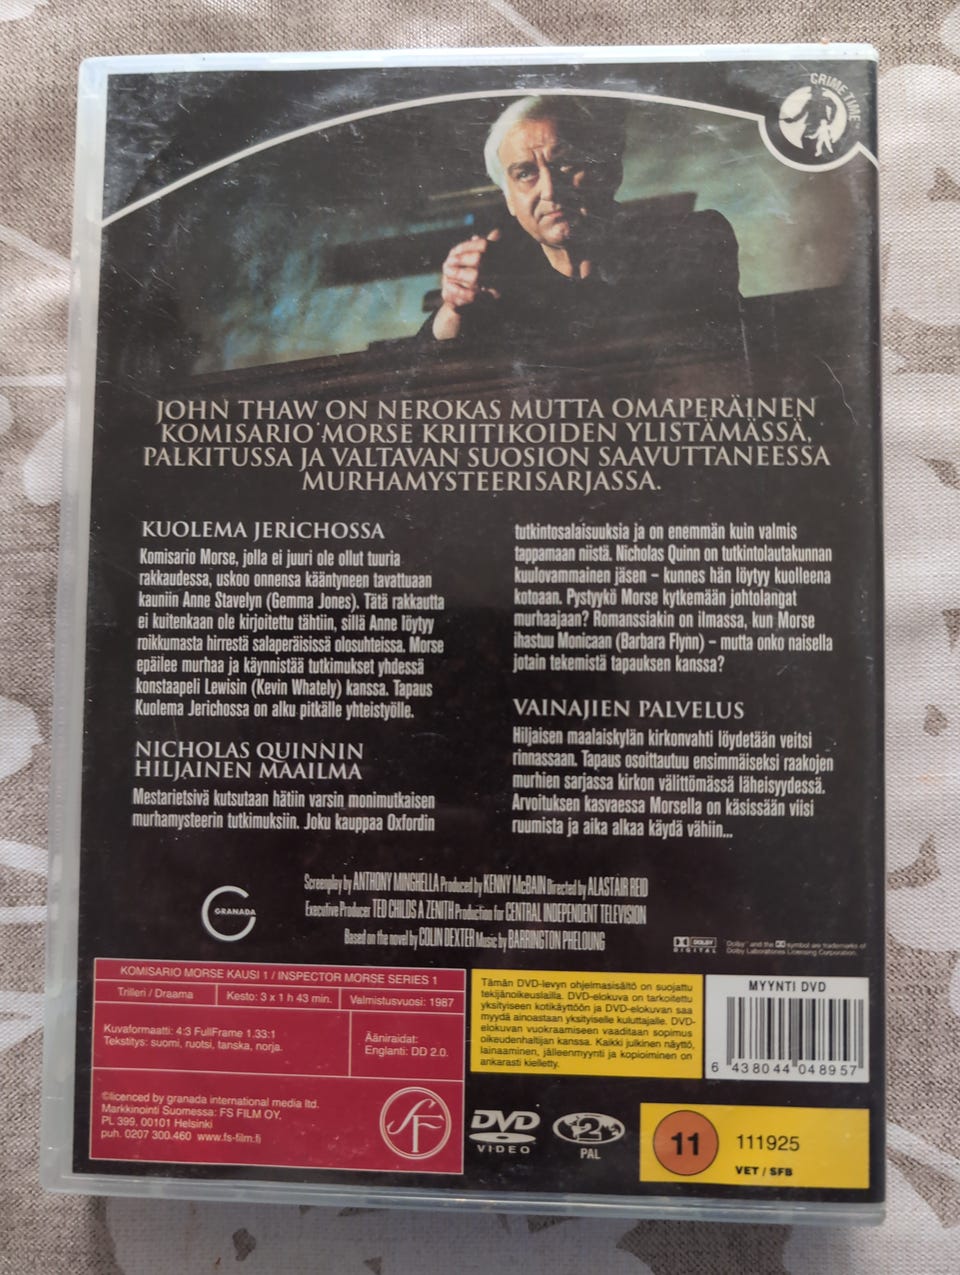 CRIME TIME™
JOHN THAW ON NEROKAS MUTTA OMAPERÄINEN
KOMISARIO MORSE KRIITIKOIDEN YLISTÄMÄSSÄ,
PALKITUSSA JA VALTAVAN SUOSION SAAVUTTANEESSA
MURHAMYSTEERISARJASSA.
KUOLEMA JERICHOSSA
Komisario Morse, jolla ei juuri ole ollut tuuria
rakkaudessa, uskoo onnensa kääntyneen tavattuaan
kauniin Anne Stavelyn (Gemma Jones). Tätä rakkautta
ei kuitenkaan ole kirjoitettu tähtiin, sillä Anne löytyy
roikkumasta hirrestä salaperäisissä olosuhteissa. Morse
epäilee murhaa ja käynnistää tutkimukset yhdessä
konstaapeli Lewisin (Kevin Whately) kanssa. Tapaus
Kuolema Jerichossa on alku pitkälle yhteistyölle.
NICHOLAS QUINNIN
HILJAINEN MAAILMA
Mestarietsivä kutsutaan hätiin varsin monimutkaisen
murhamysteerin tutkimuksiin. Joku kauppaa Oxfordin
tutkintosalaisuuksia ja on enemmän kuin valmis
tappamaan niistä. Nicholas Quinn on tutkintolautakunnan
kuulovammainen jäsen – kunnes hän löytyy kuolleena
kotoaan. Pystyykö Morse kytkemään johtolangat
murhaajaan? Romanssiakin on ilmassa, kun Morse
ihastuu Monicaan (Barbara Flynn) – mutta onko naisella
jotain tekemistä tapauksen kanssa?
VAINAJIEN PALVELUS
Hiljaisen maalaiskylän kirkonvahti löydetään veitsi
rinnassaan. Tapaus osoittautuu ensimmäiseksi raakojen
murhien sarjassa kirkon välittömässä läheisyydessä.
Arvoituksen kasvaessa Morsella on käsissään viisi
ruumista ja aika alkaa käydä vähiin...
Screenplay by ANTHONY MINGHELLA Produced by KENNY McBAIN Directed by ALASTAIR REID
Executive Producer TED CHILDS A ZENITH Production for CENTRAL INDEPENDENT TELEVISION
Based on the novel by COLIN DEXTER Music by BARRINGTON PHELOUNG
GRANADA
DOLBY
DIGITAL
"Dolby" and the DD symbol are trademarks of
Dolby Laboratories Licensing Corporation.
KOMISARIO MORSE KAUSI 1 / INSPECTOR MORSE SERIES 1
Trilleri / Draama
Kesto: 3 x 1 h 43 min.
Valmistusvuosi: 1987
Kuvaformaatti: 4:3 FullFrame 1.33:1
Tekstitys: suomi, ruotsi, tanska, norja.
Ääniraidat:
Englanti: DD 2.0.
©licenced by granada international media ltd.
Markkinointi Suomessa: FS FILM OY.
PL 399, 00101 Helsinki
puh. 0207 300.460 www.fs-film.fi
SF
Tämän DVD-levyn ohjelmasisältö on suojattu
tekijänoikeuslailla. DVD-elokuva on tarkoitettu
yksityiseen kotikäyttöön ja DVD-elokuvan saa
myydä ainoastaan yksityiselle kuluttajalle. DVD-
elokuvan vuokraamiseen vaaditaan sopimus
oikeudenhaltijan kanssa. Kaikki julkinen näyttö,
lainaaminen, jälleenmyynti ja kopioiminen on
ankarasti kielletty.
MYYNTI DVD
6 438044 048957
DVD
VIDEO
2
PAL
11
111925
VET / SFB